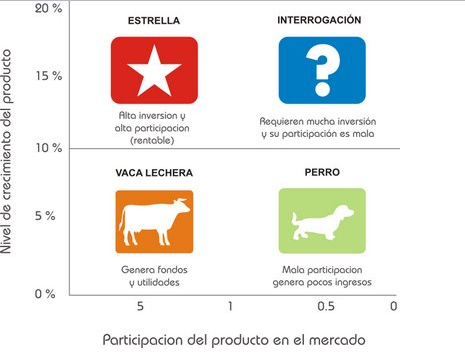 20 %
ESTRELLA
INTERROGACIÓN
15 %
Alta inversion y
alta participacion
(rentable)
Requieren mucha inversión
y su participación es mala
10 %
VACA LECHERA
PERRO
5 %
Genera fondos
y utilidades
Mala participacion
genera pocos ingresos
0 %
5
1
0.5
0
Nivel de crecimiento del producto
Participacion del producto en el mercado